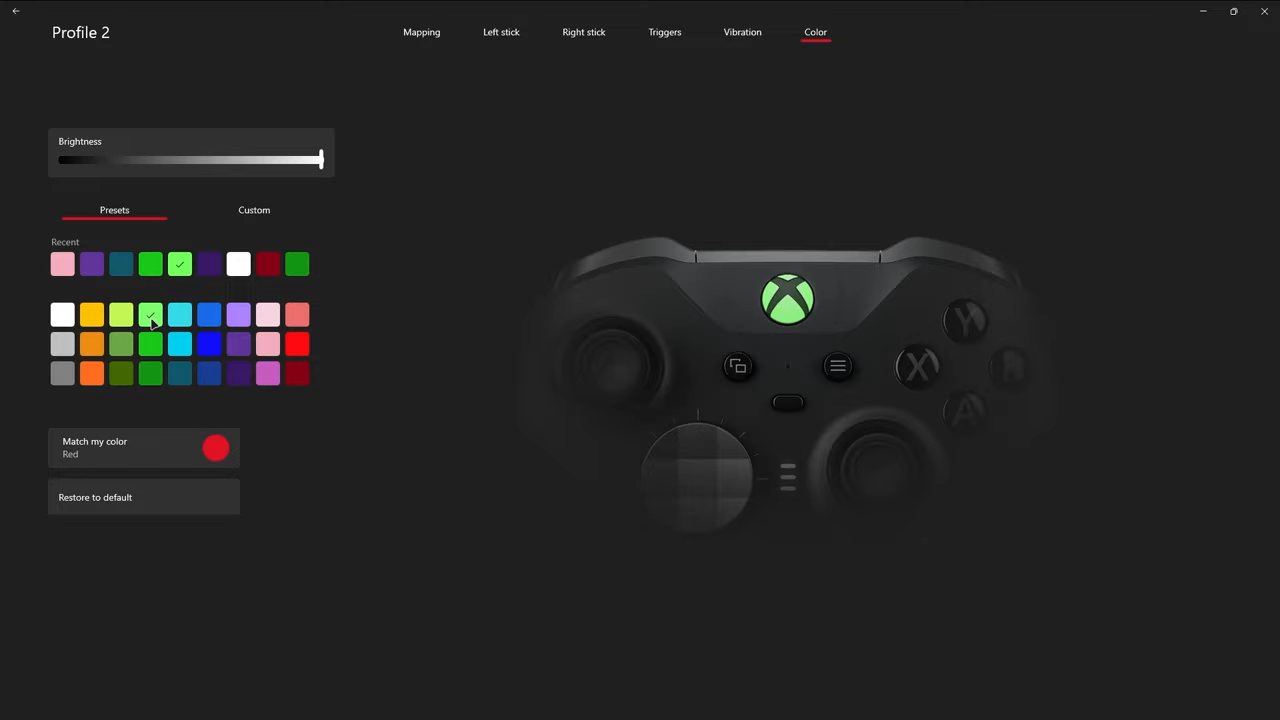 Profile 2
Mapping
Left stick
Right stick
Triggers
Vibration
Color
Brightness
Presets
Custom
Recent
Match my color
Red
Restore to default
Y
X
A